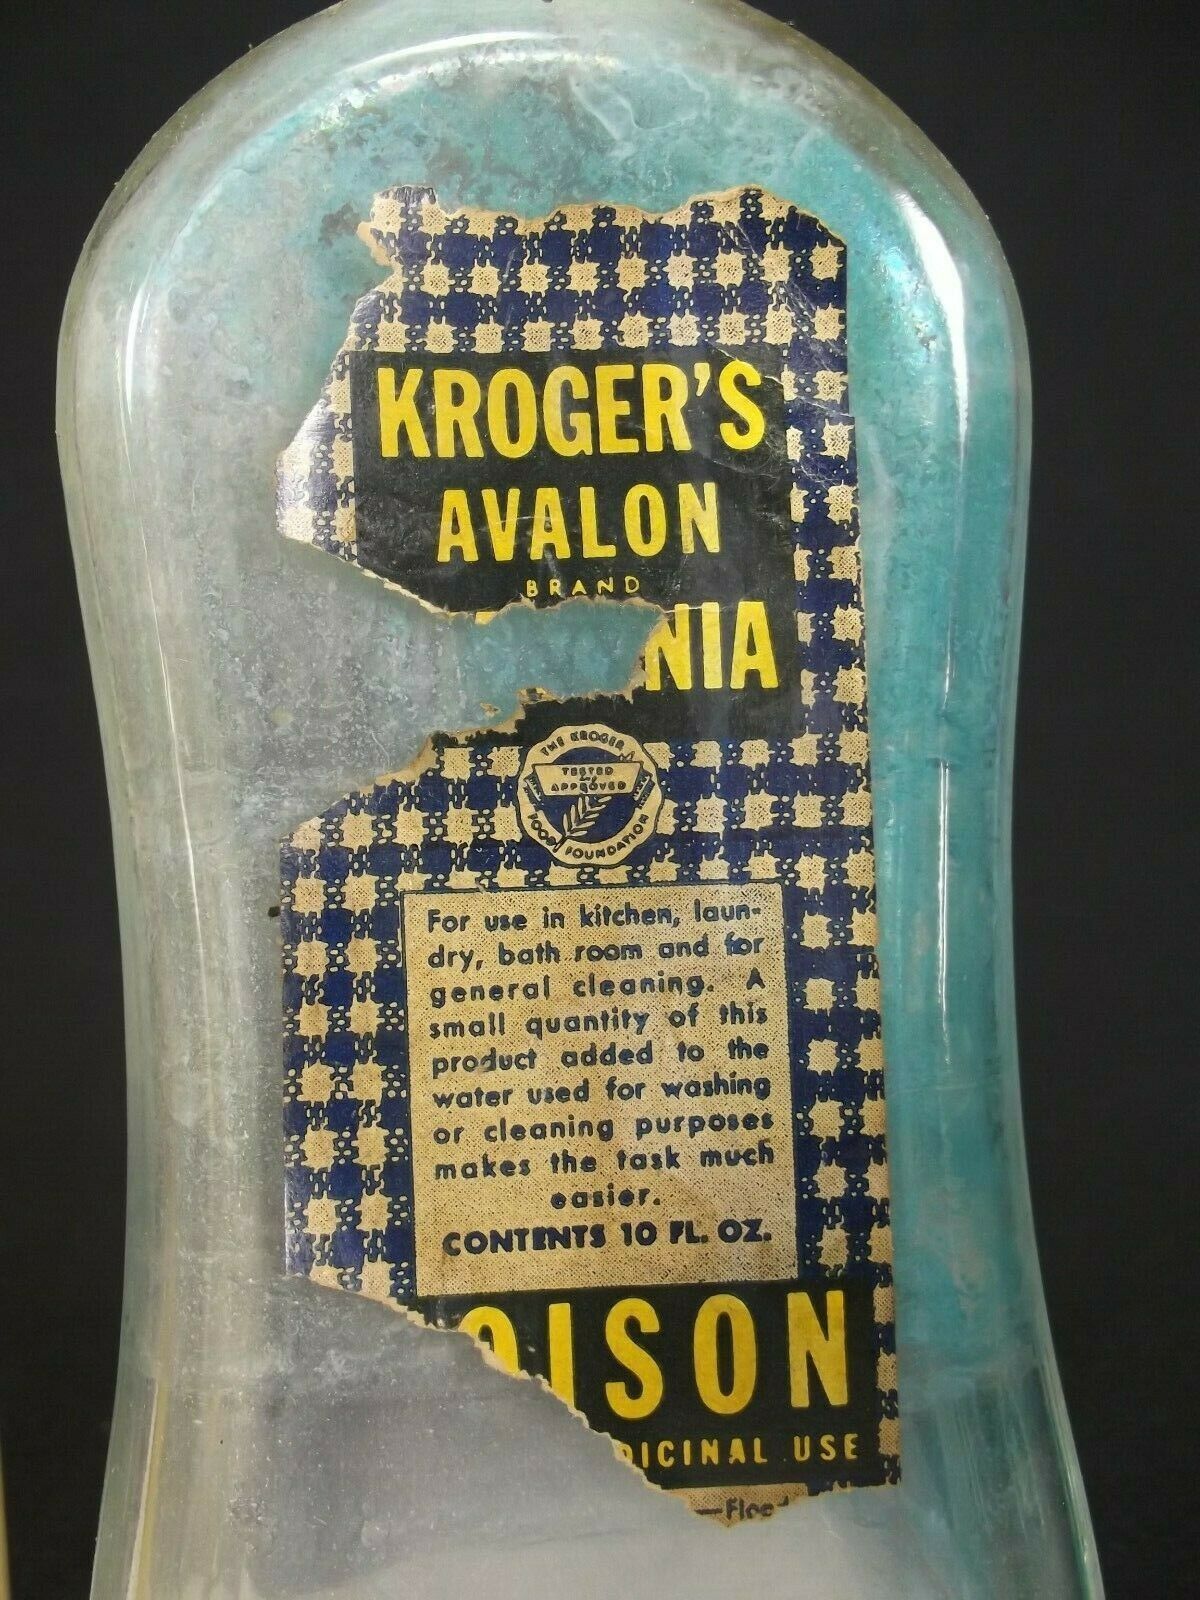 KROGER'S
AVALON
BRAND
NIA
THE KROGER
TESTED
and
APPROVED
FOOD FOUNDATION
For use in kitchen, laun-
dry, bath room and for
general cleaning. A
small quantity of this
product added to the
water used for washing
or cleaning purposes
makes the task much
easier.
CONTENTS 10 FL. OZ.
OISON
DICINAL USE
—Floo